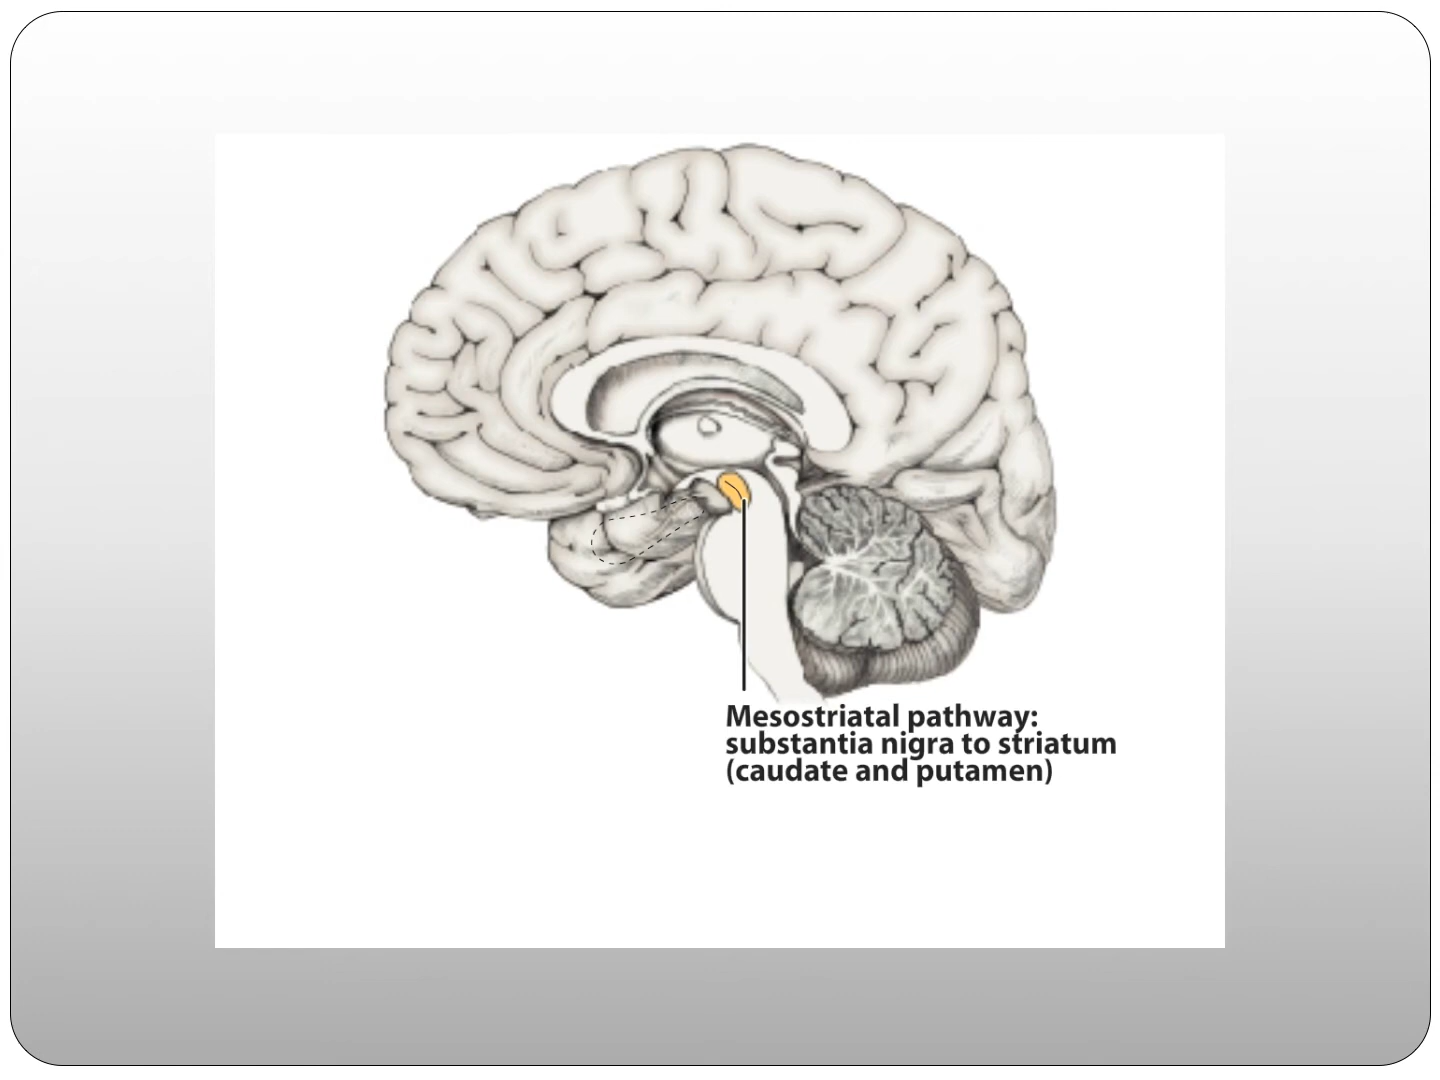 Mesostriatal pathway:
substantia nigra to striatum
(caudate and putamen)